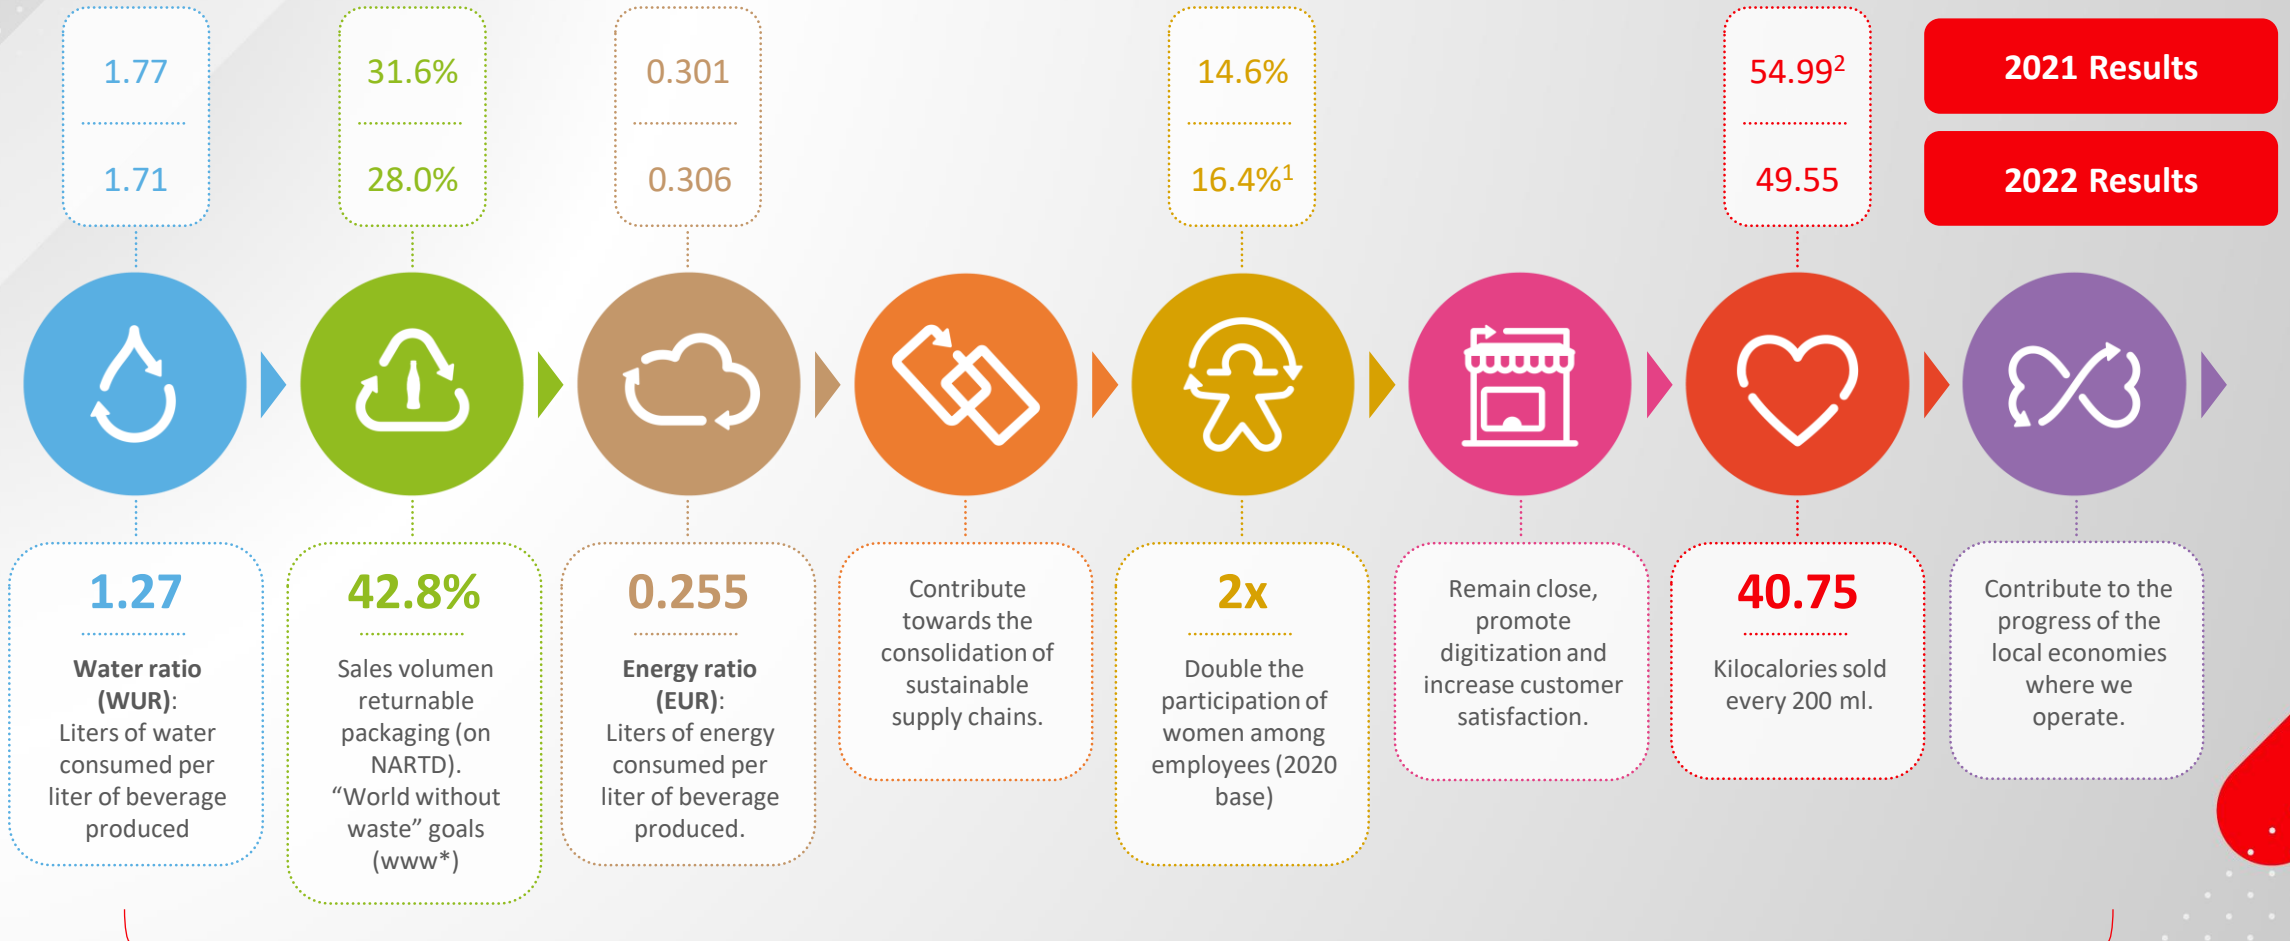 1.77
31.6%
0.301
14.6%
54.99²
2021 Results
1.71
28.0%
0.306
16.4%¹
49.55
2022 Results
1.27
Water ratio
(WUR):
Liters of water
consumed per
liter of beverage
produced
42.8%
Sales volumen
returnable
packaging (on
NARTD).
“World without
waste” goals
(www*)
0.255
Energy ratio
(EUR):
Liters of energy
consumed per
liter of beverage
produced.
Contribute
towards the
consolidation of
sustainable
supply chains.
2x
Double the
participation of
women among
employees (2020
base)
Remain close,
promote
digitization and
increase customer
satisfaction.
40.75
Kilocalories sold
every 200 ml.
Contribute to the
progress of the
local economies
where we
operate.